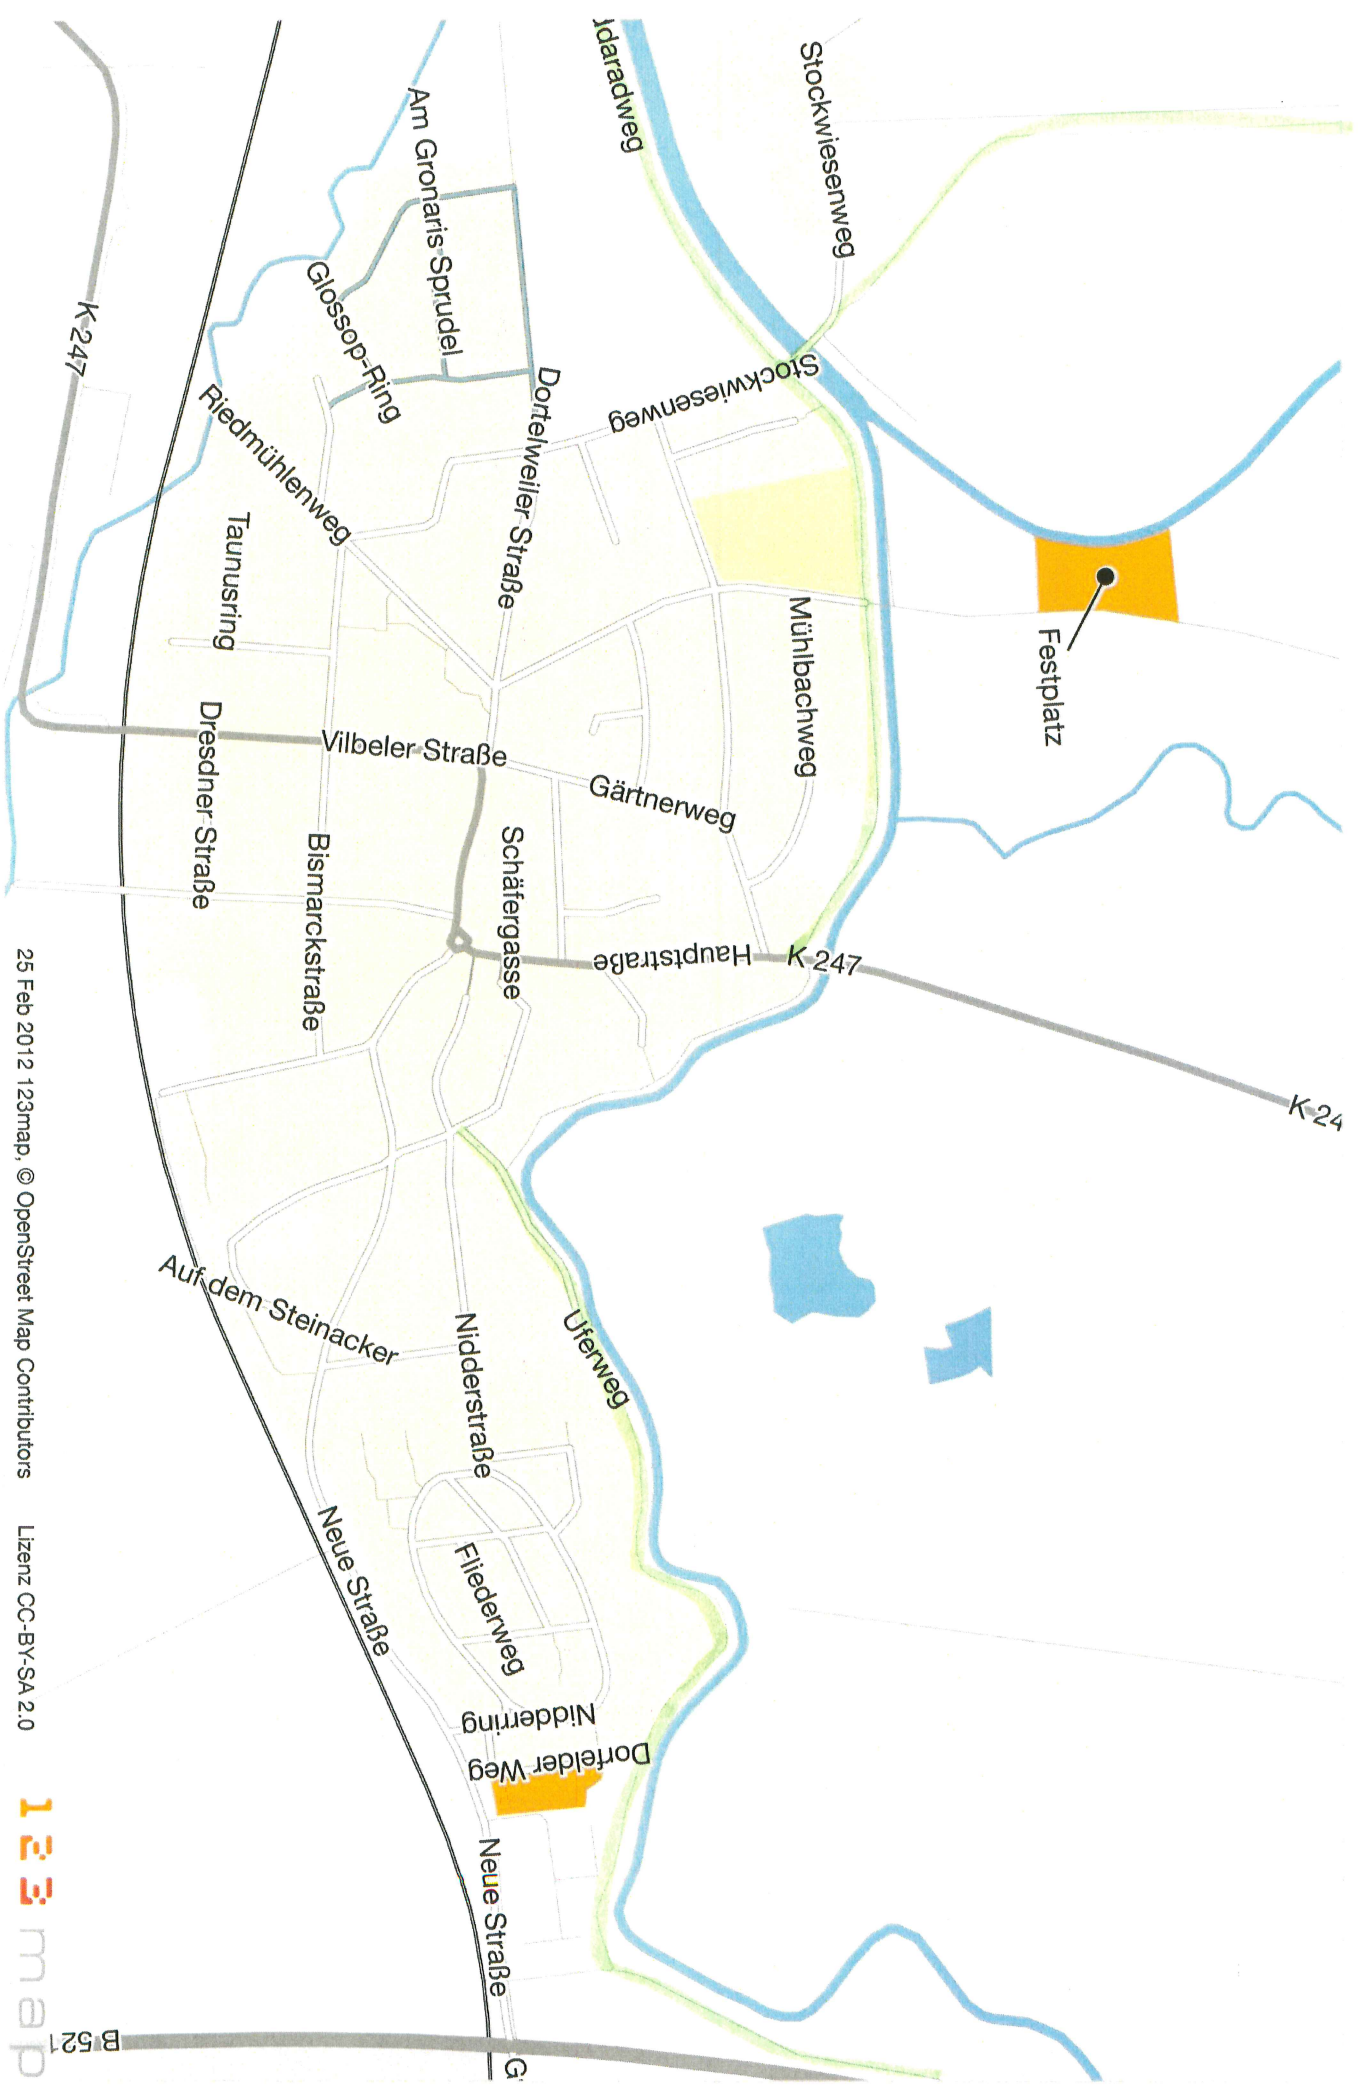 Stockwiesenweg
daradweg
Am Gronaris Sprudel
Glossop-Ring
K 247
Stockwiesenweg
Dortelweiler Straße
Riedmühlenweg
Taunusring
Festplatz
Mühlbachweg
Vilbeler Straße
Gärtnerweg
Dresdner Straße
Bismarckstraße
Schäfergasse
Hauptstraße
K 247
K 24
Auf dem Steinacker
Nidderstraße
Uferweg
Neue Straße
Fliederweg
Nidderring
Dorfelder Weg
Neue Straße
B 521
G
25 Feb 2012 123map, © OpenStreet Map Contributors Lizenz CC-BY-SA 2.0
123map